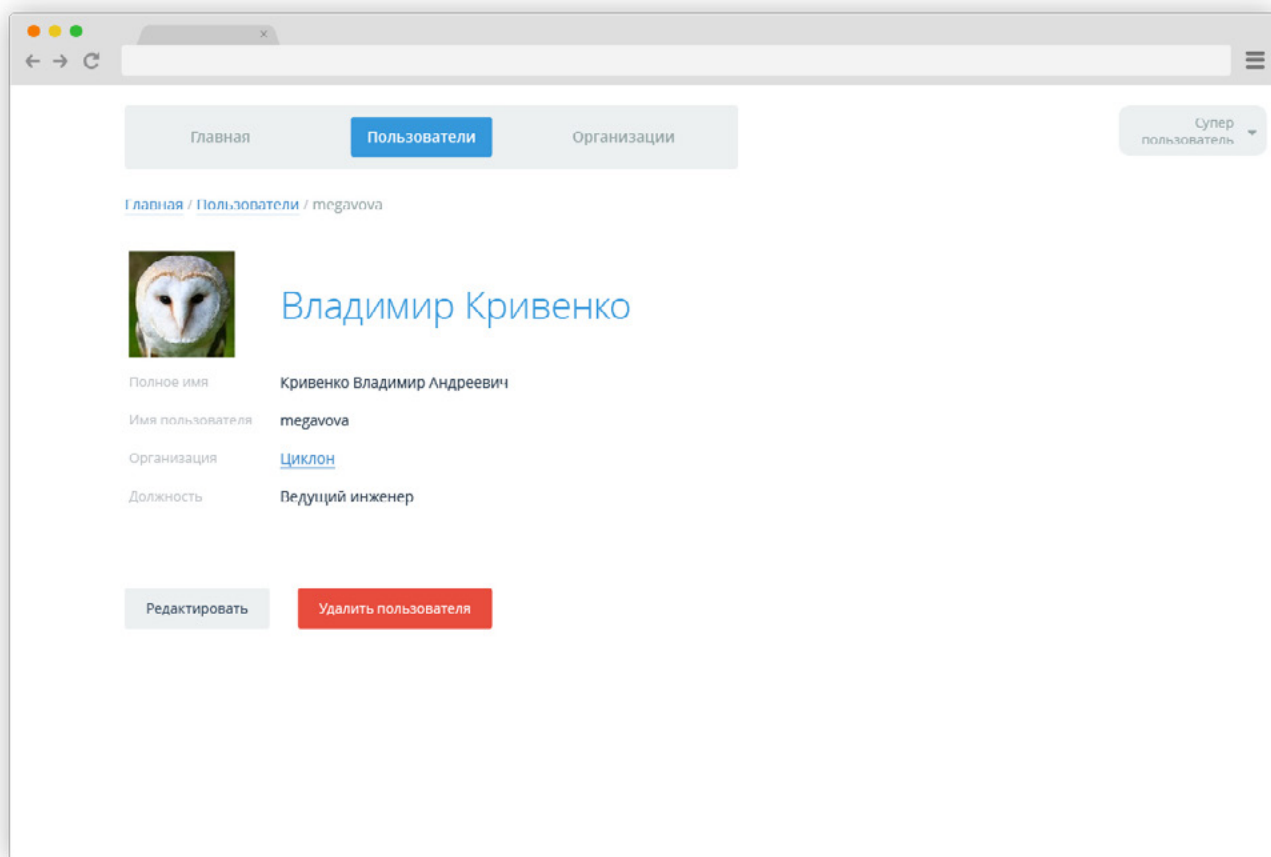 Главная Пользователи Организации
Супер
пользователь
Главная / Пользователи / megavova
Владимир Кривенко
Полное имя Кривенко Владимир Андреевич
Имя пользователя megavova
Организация Циклон
Должность Ведущий инженер
Редактировать Удалить пользователя